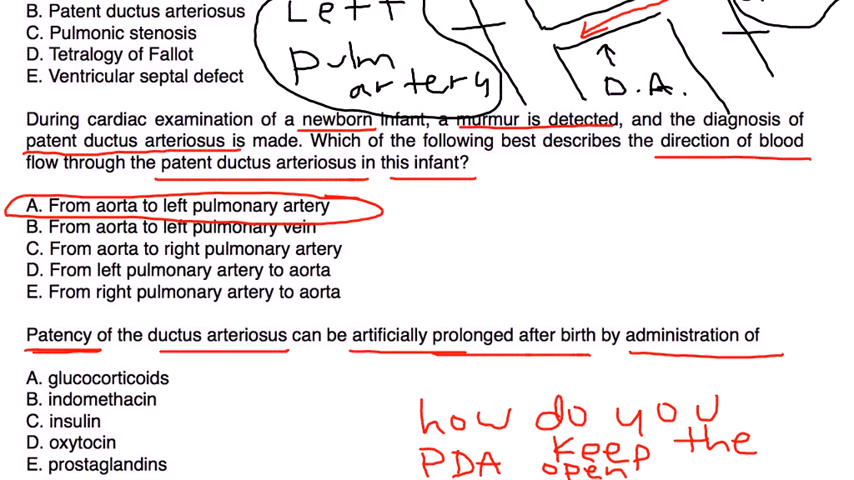 B. Patent ductus arteriosus
C. Pulmonic stenosis
D. Tetralogy of Fallot
E. Ventricular septal defect
Left
pulm
artery
D.A.
During cardiac examination of a newborn infant, a murmur is detected, and the diagnosis of
patent ductus arteriosus is made. Which of the following best describes the direction of blood
flow through the patent ductus arteriosus in this infant?
A. From aorta to left pulmonary artery
B. From aorta to left pulmonary vein
C. From aorta to right pulmonary artery
D. From left pulmonary artery to aorta
E. From right pulmonary artery to aorta
Patency of the ductus arteriosus can be artificially prolonged after birth by administration of
A. glucocorticoids
B. indomethacin
C. insulin
D. oxytocin
E. prostaglandins
how do you
keep the
PDA open